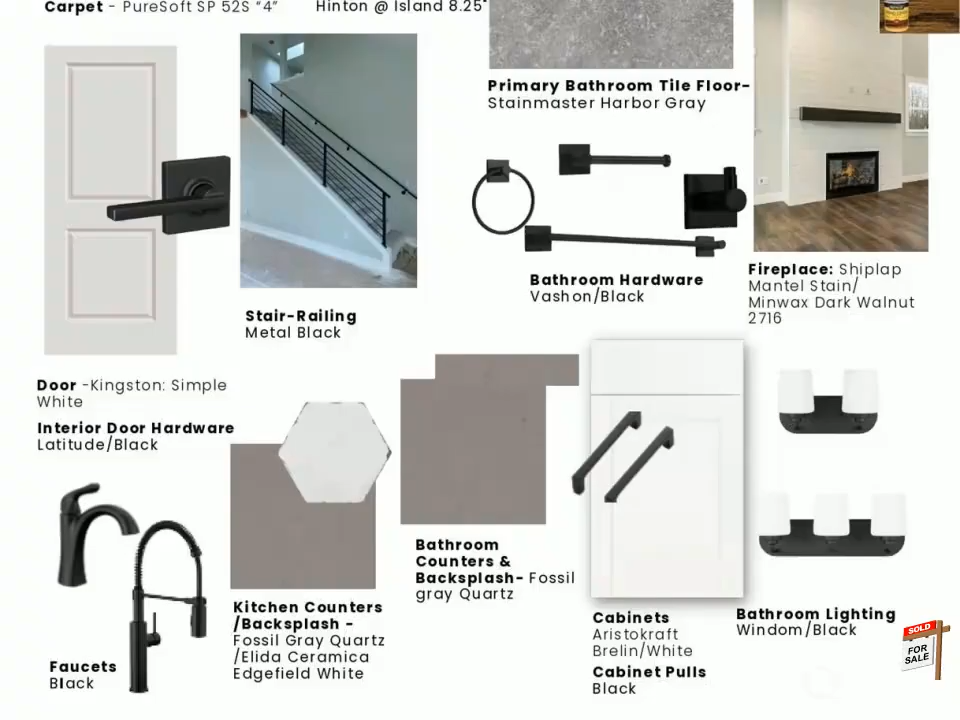 Carpet - PureSoft SP 52S “4”
Hinton @ Island 8.25"
Primary Bathroom Tile Floor-
Stainmaster Harbor Gray
Bathroom Hardware
Vashon/Black
Fireplace: Shiplap
Mantel Stain/
Minwax Dark Walnut
2716
Stair-Railing
Metal Black
Door -Kingston: Simple
White
Interior Door Hardware
Latitude/Black
Bathroom
Counters &
Backsplash- Fossil
gray Quartz
Kitchen Counters
/Backsplash -
Fossil Gray Quartz
/Elida Ceramica
Edgefield White
Faucets
Black
Cabinets
Aristokraft
Brelin/White
Cabinet Pulls
Black
Bathroom Lighting
Windom/Black
SOLD
FOR
SALE